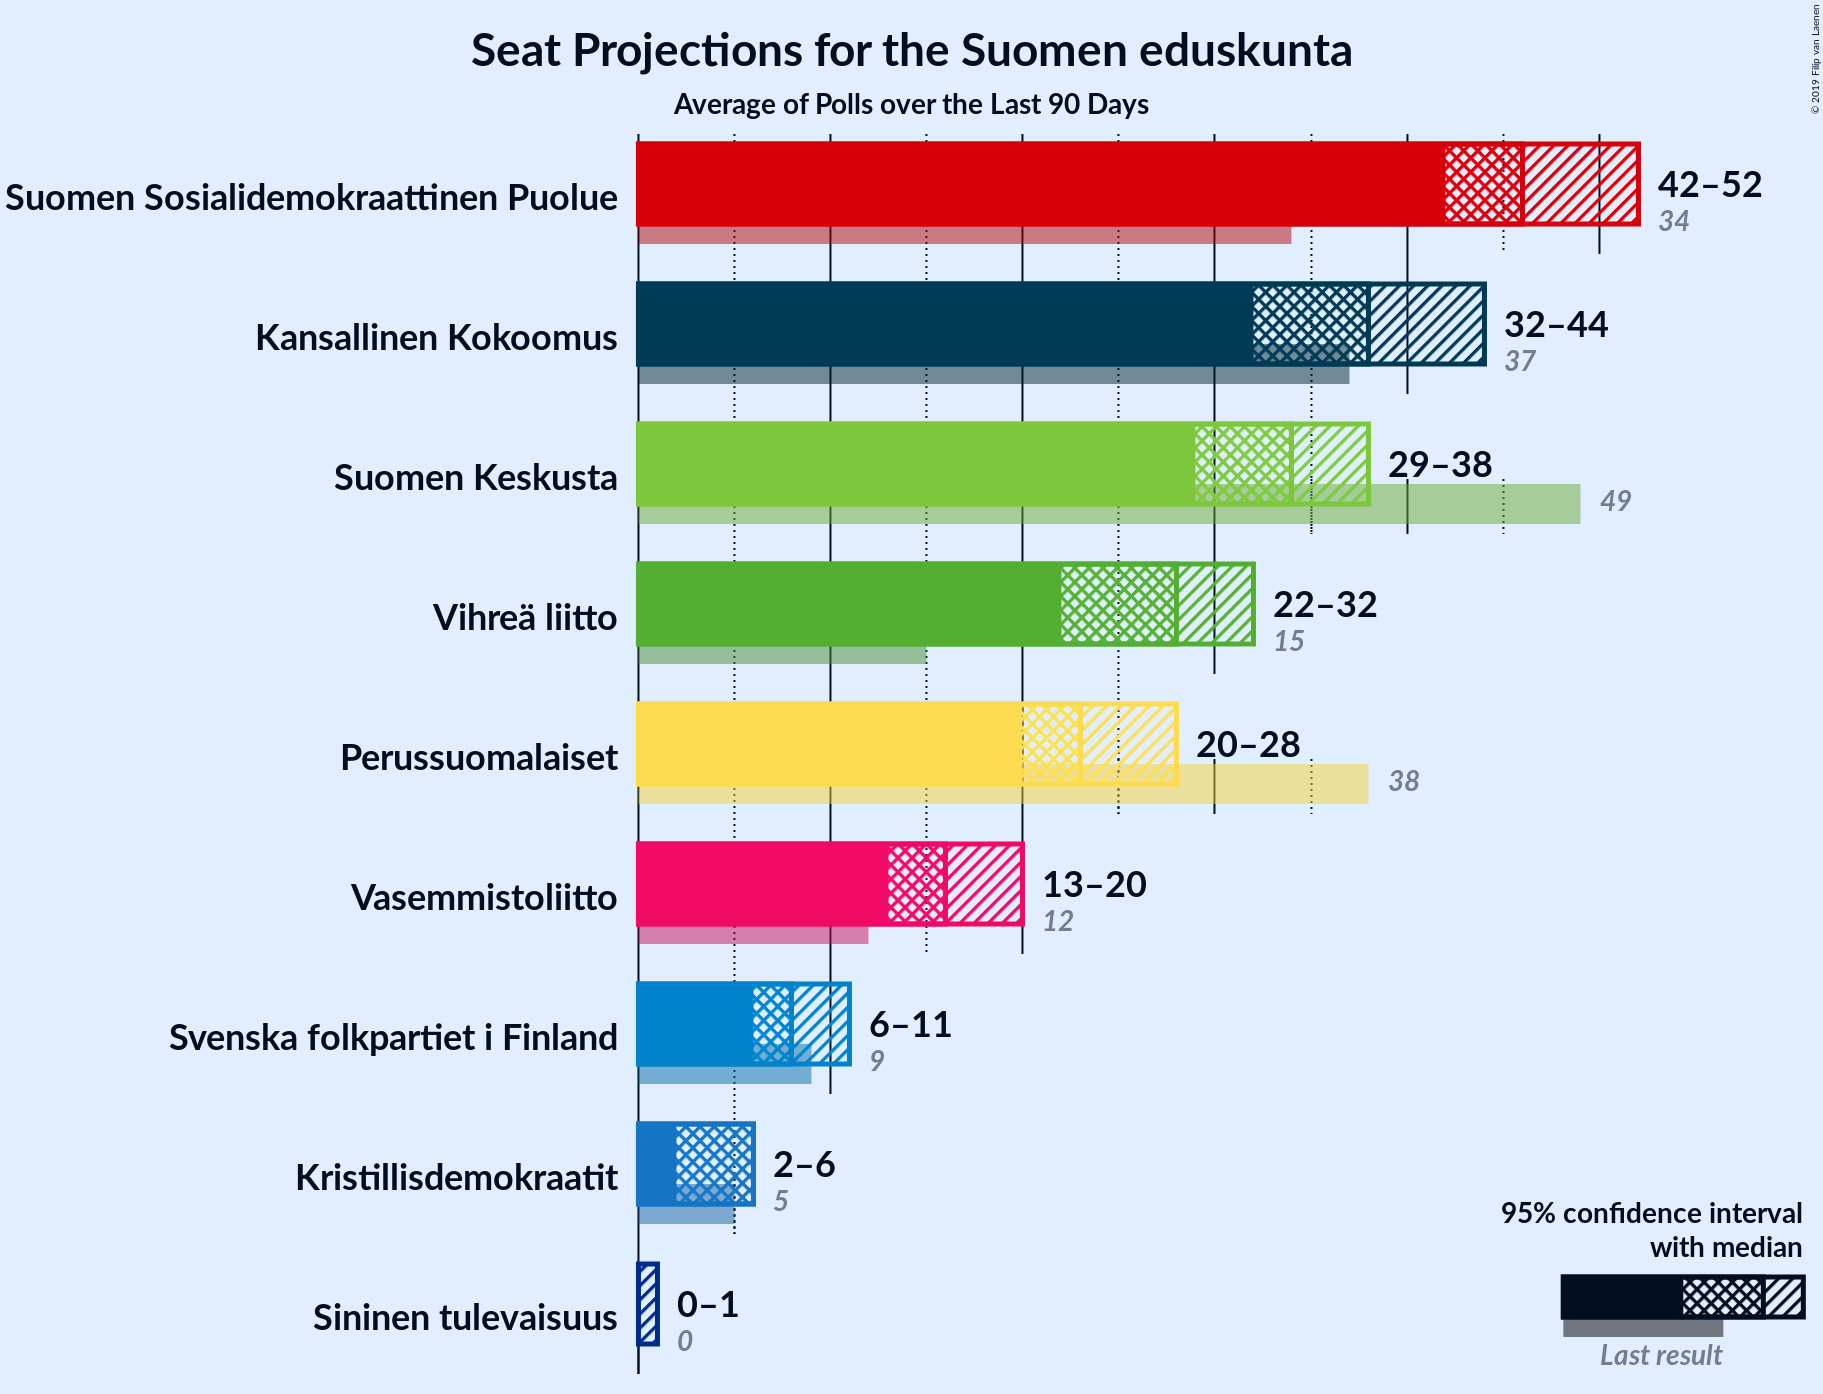 Seat Projections for the Suomen eduskunta
Average of Polls over the Last 90 Days
© 2019 Filip van Laenen
Suomen Sosialidemokraattinen Puolue
42–52
34
Kansallinen Kokoomus
32–44
37
Suomen Keskusta
29–38
49
Vihreä liitto
22–32
15
Perussuomalaiset
20–28
38
Vasemmistoliitto
13–20
12
Svenska folkpartiet i Finland
6–11
9
Kristillisdemokraatit
2–6
5
Sininen tulevaisuus
0–1
0
95% confidence interval
with median
Last result